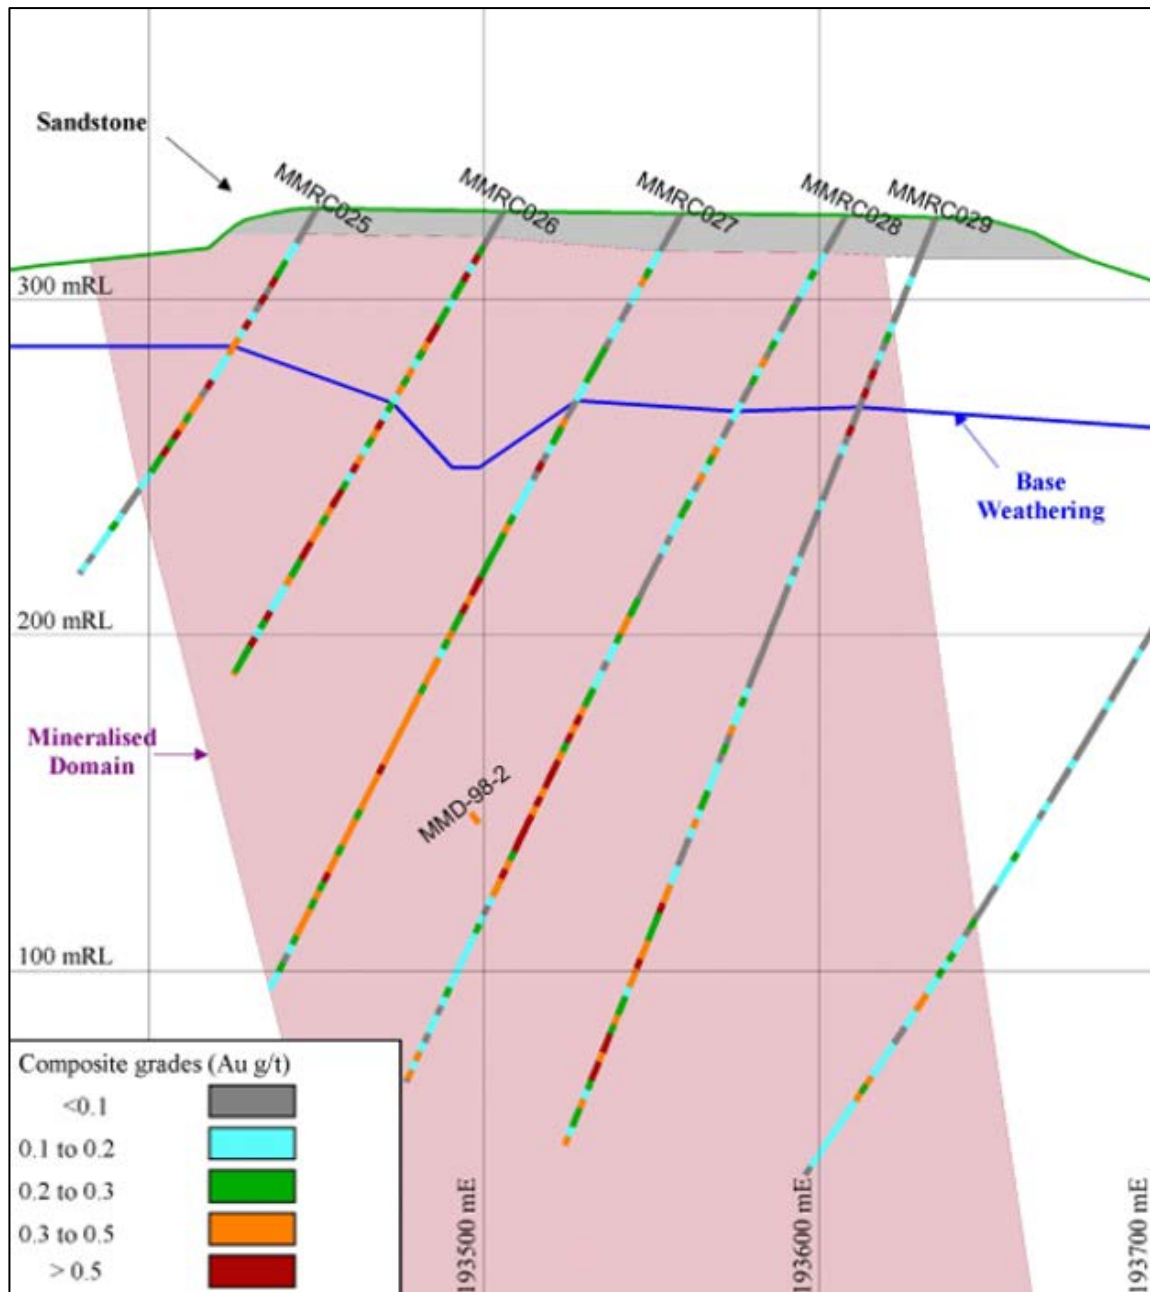 Sandstone
MMRC025
MMRC026
MMRC027
MMRC028
MMRC029
300 mRL
Base
Weathering
200 mRL
Mineralised
Domain
MMD-98-2
100 mRL
Composite grades (Au g/t)
<0.1
0.1 to 0.2
0.2 to 0.3
0.3 to 0.5
> 0.5
193500 mE
193600 mE
193700 mE